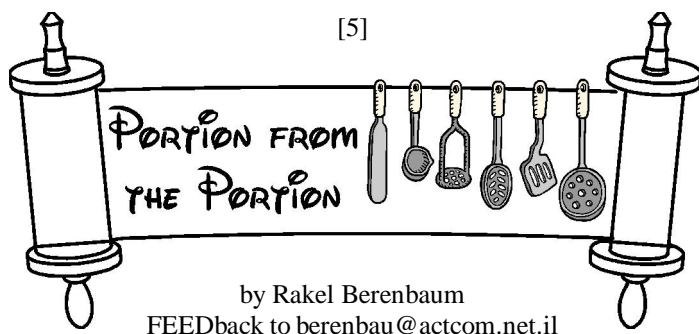 [5]
PORTION FROM
THE PORTION
by Rakel Berenbaum
FEEDback to berenbau@actcom.net.il